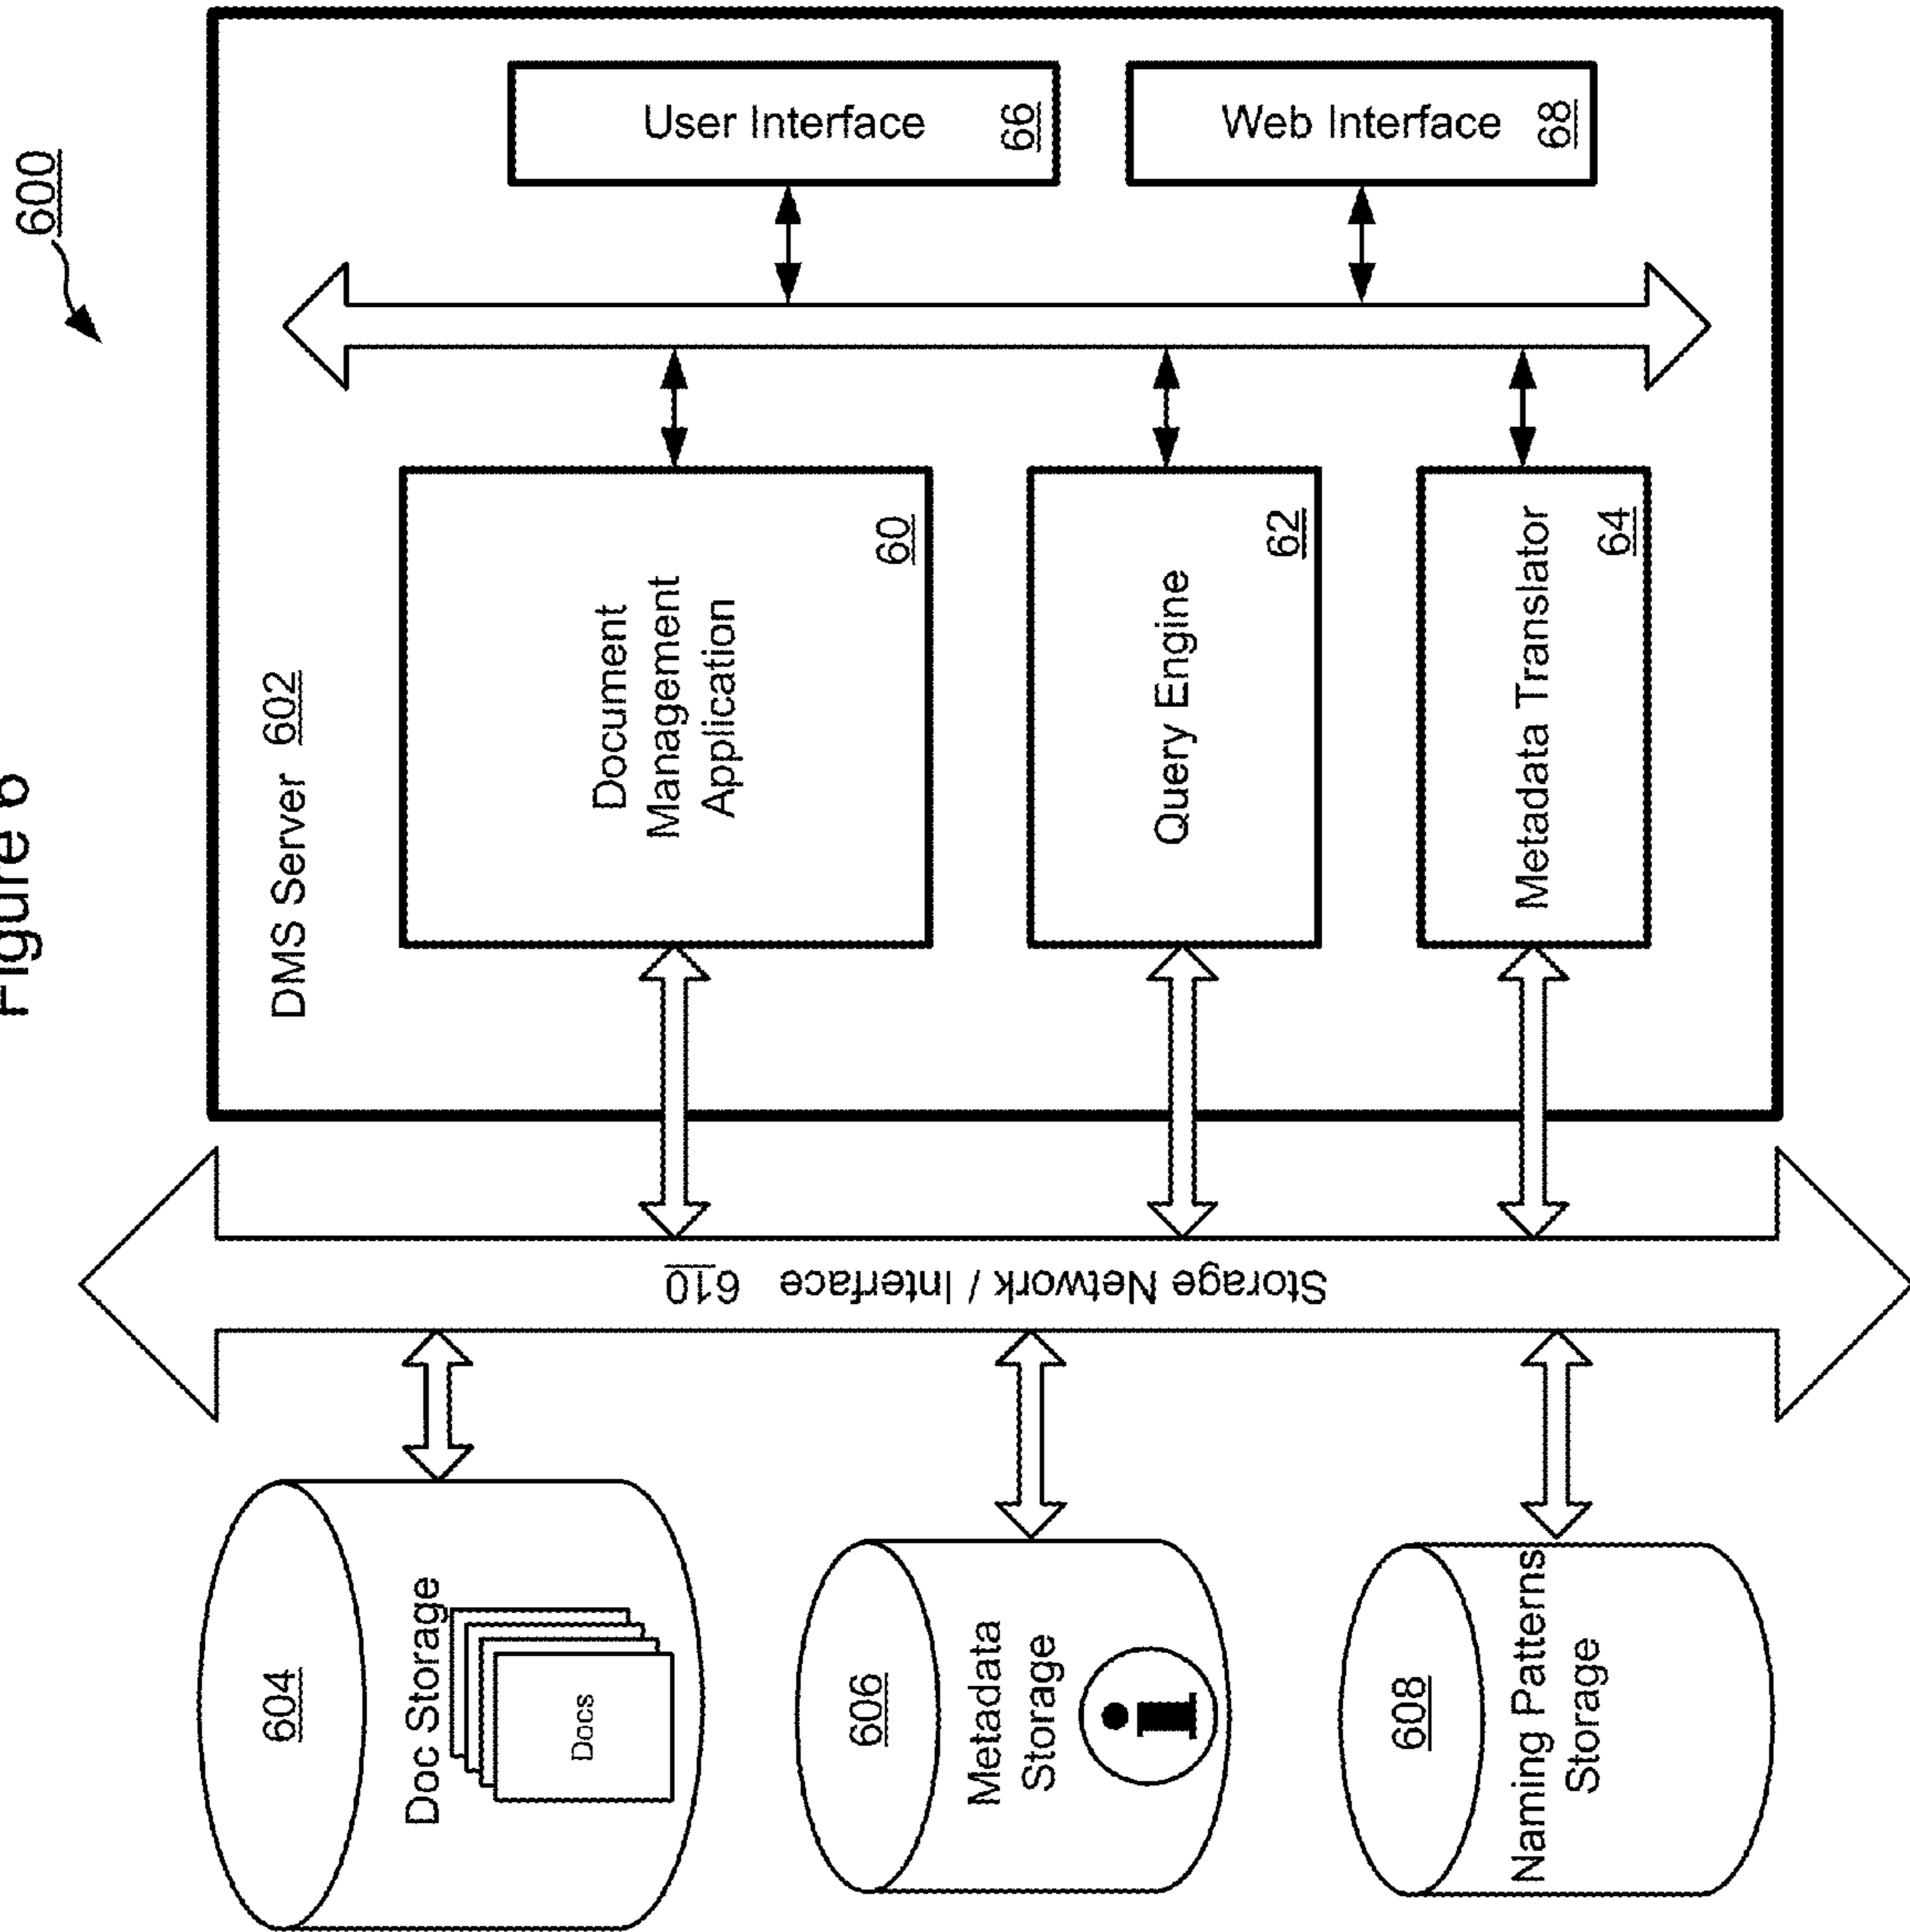 Figure 6
600
DMS Server 602
Document
Management
Application
60
Query Engine
62
Metadata Translator
64
User Interface
66
Web Interface
68
Storage Network / Interface 610
604
Doc Storage
Docs
606
Metadata
Storage
i
608
Naming Patterns
Storage